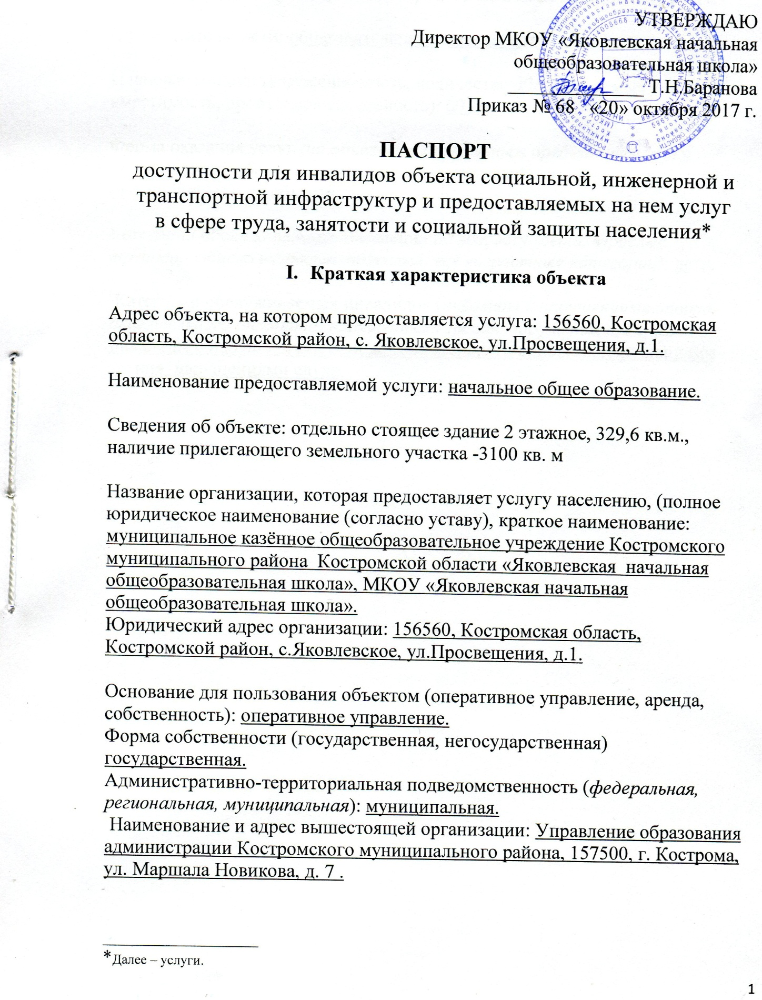 УТВЕРЖДАЮ
Директор МКОУ «Яковлевская начальная
общеобразовательная школа»
Т.Н.Баранова
Приказ № 68 «20» октября 2017 г.
ПАСПОРТ
доступности для инвалидов объекта социальной, инженерной и
транспортной инфраструктур и предоставляемых на нем услуг
в сфере труда, занятости и социальной защиты населения*
I. Краткая характеристика объекта
Адрес объекта, на котором предоставляется услуга: 156560, Костромская
область, Костромской район, с. Яковлевское, ул.Просвещения, д.1.
Наименование предоставляемой услуги: начальное общее образование.
Сведения об объекте: отдельно стоящее здание 2 этажное, 329,6 кв.м.,
наличие прилегающего земельного участка -3100 кв. м
Название организации, которая предоставляет услугу населению, (полное
юридическое наименование (согласно уставу), краткое наименование:
муниципальное казённое общеобразовательное учреждение Костромского
муниципального района Костромской области «Яковлевская начальная
общеобразовательная школа», МКОУ «Яковлевская начальная
общеобразовательная школа».
Юридический адрес организации: 156560, Костромская область,
Костромской район, с.Яковлевское, ул.Просвещения, д.1.
Основание для пользования объектом (оперативное управление, аренда,
собственность): оперативное управление.
Форма собственности (государственная, негосударственная)
государственная.
Административно-территориальная подведомственность (федеральная,
региональная, муниципальная): муниципальная.
Наименование и адрес вышестоящей организации: Управление образования
администрации Костромского муниципального района, 157500, г. Кострома,
ул. Маршала Новикова, д. 7 .
* Далее – услуги.
1